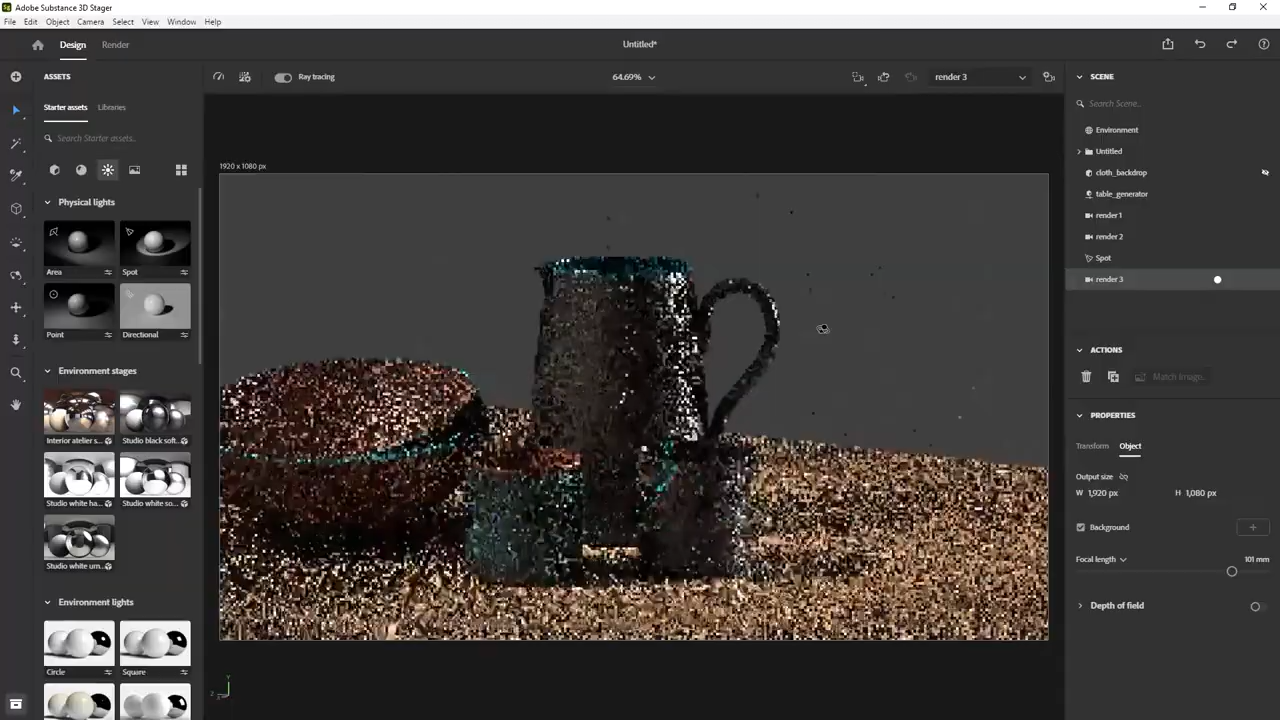 Adobe Substance 3D Stager
File Edit Object Camera Select View Window Help
Design Render Untitled*
ASSETS
Starter assets Libraries
Search Starter assets..
Physical lights
Area Spot
Point Directional
Environment stages
Interior atelier s... Studio black soft...
Studio white ha... Studio white so...
Studio white um...
Environment lights
Circle Square
Ray tracing 64.69% render 3
1920 x 1080 px
SCENE
Search Scene...
Environment
Untitled
cloth_backdrop
table_generator
render1
render 2
Spot
render 3
ACTIONS
Match Image...
PROPERTIES
Transform Object
Output size
W 1,920 px H 1,080 px
Background
Focal length 101 mm
Depth of field
Y